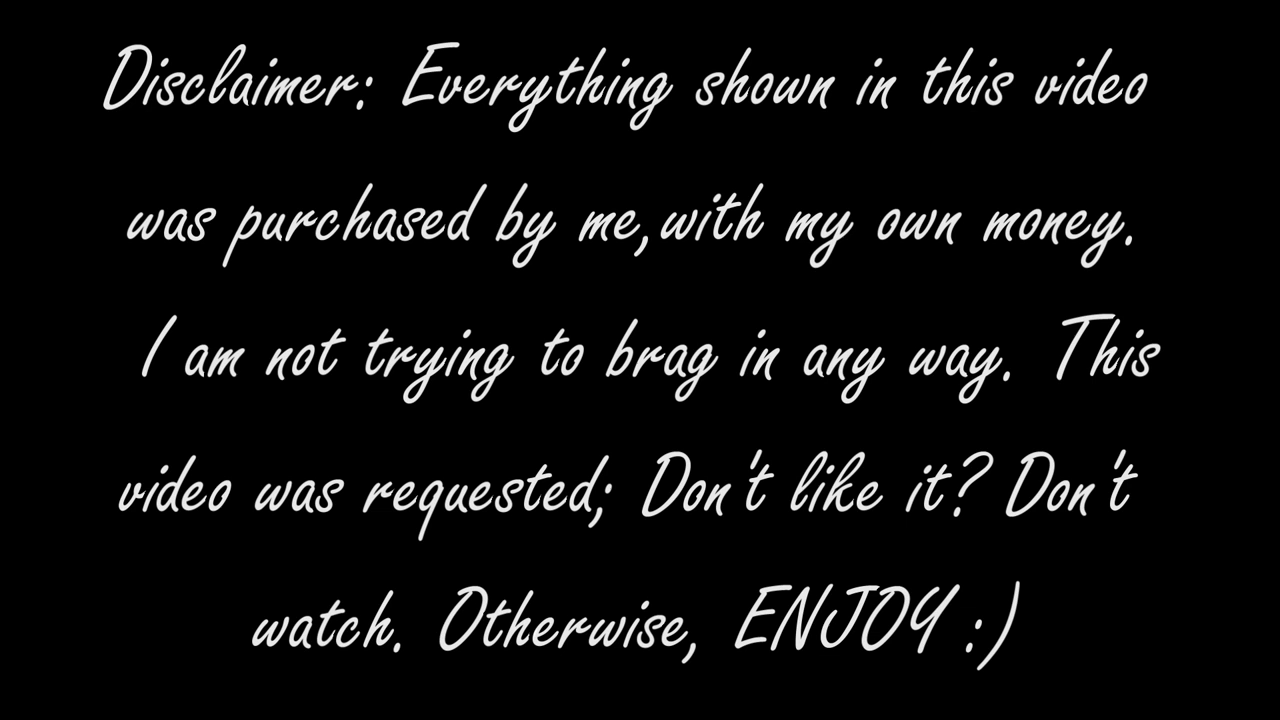 Disclaimer: Everything shown in this video
was purchased by me,with my own money.
I am not trying to brag in any way. This
video was requested; Don't like it? Don't
watch. Otherwise, ENJOY :)